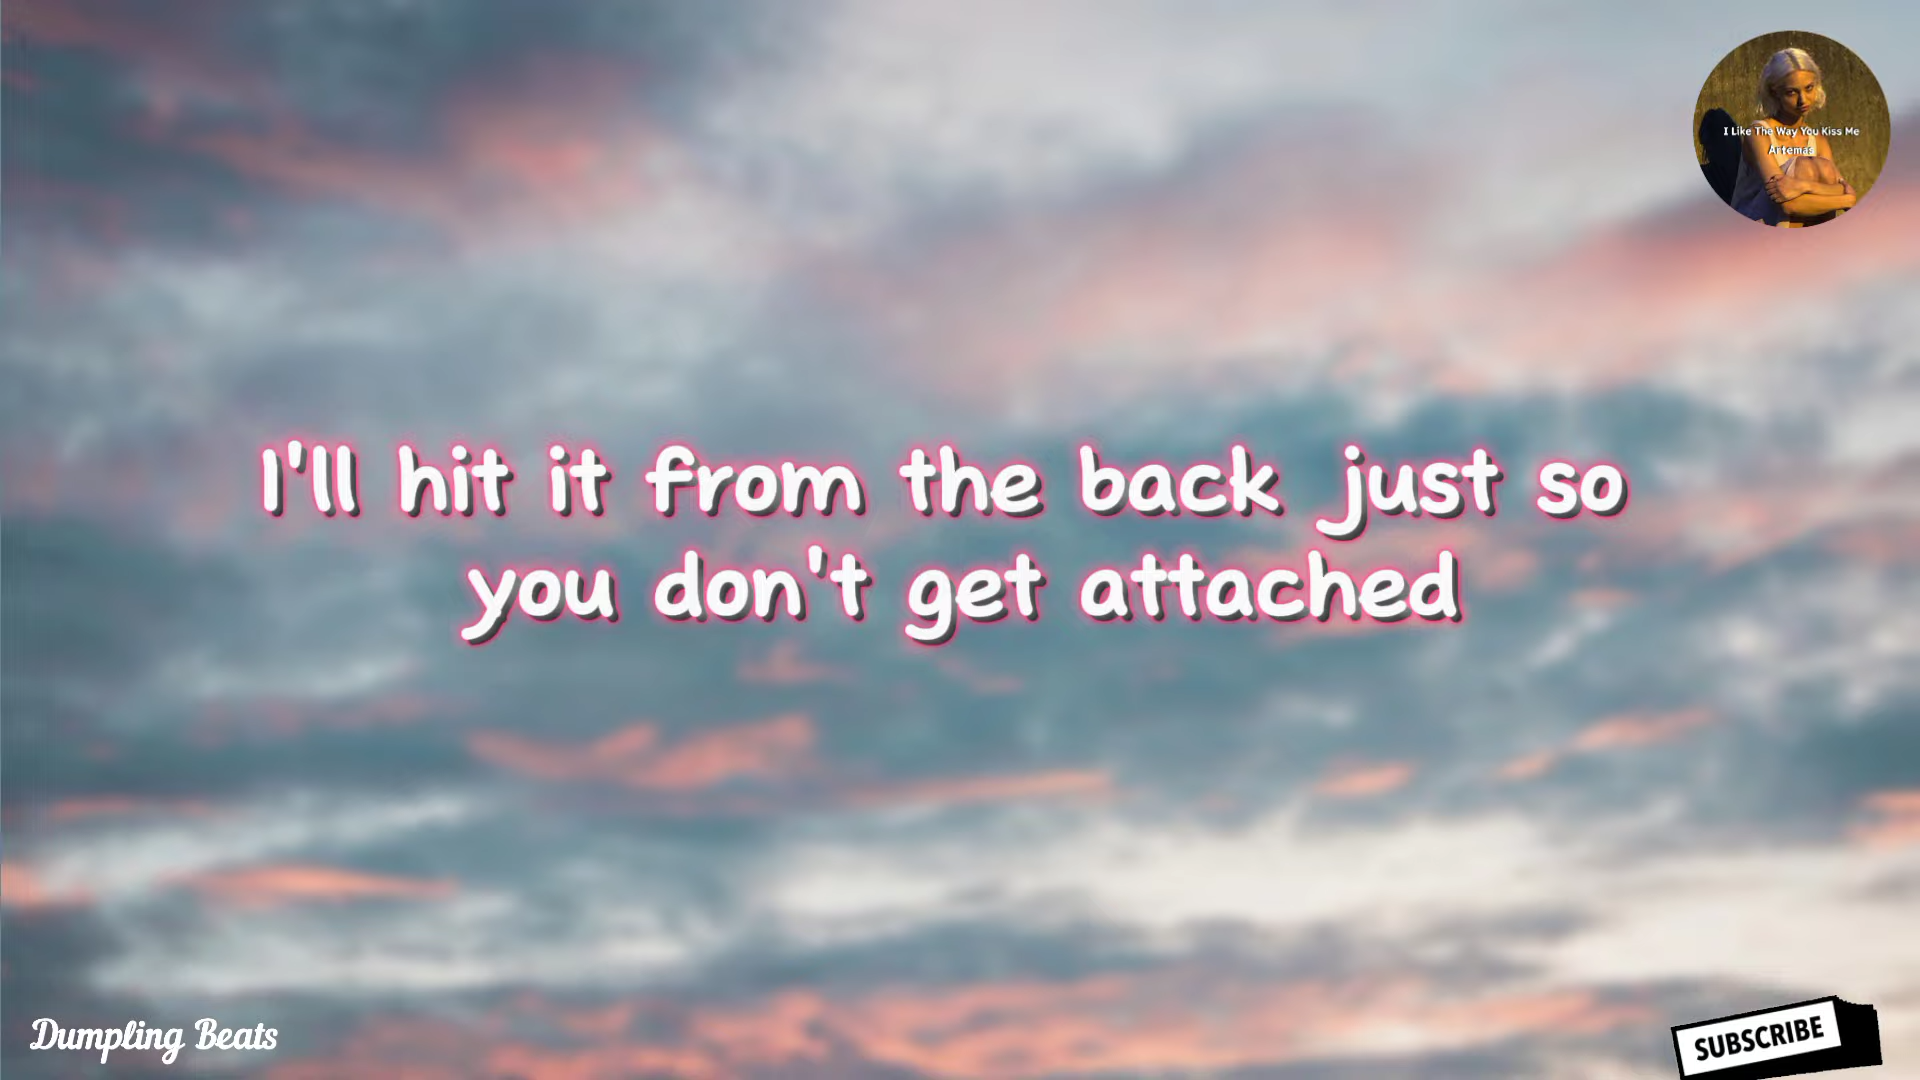 I Like The Way You Kiss Me
Artemas
I'll hit it from the back just so
you don't get attached
Dumpling Beats
SUBSCRIBE